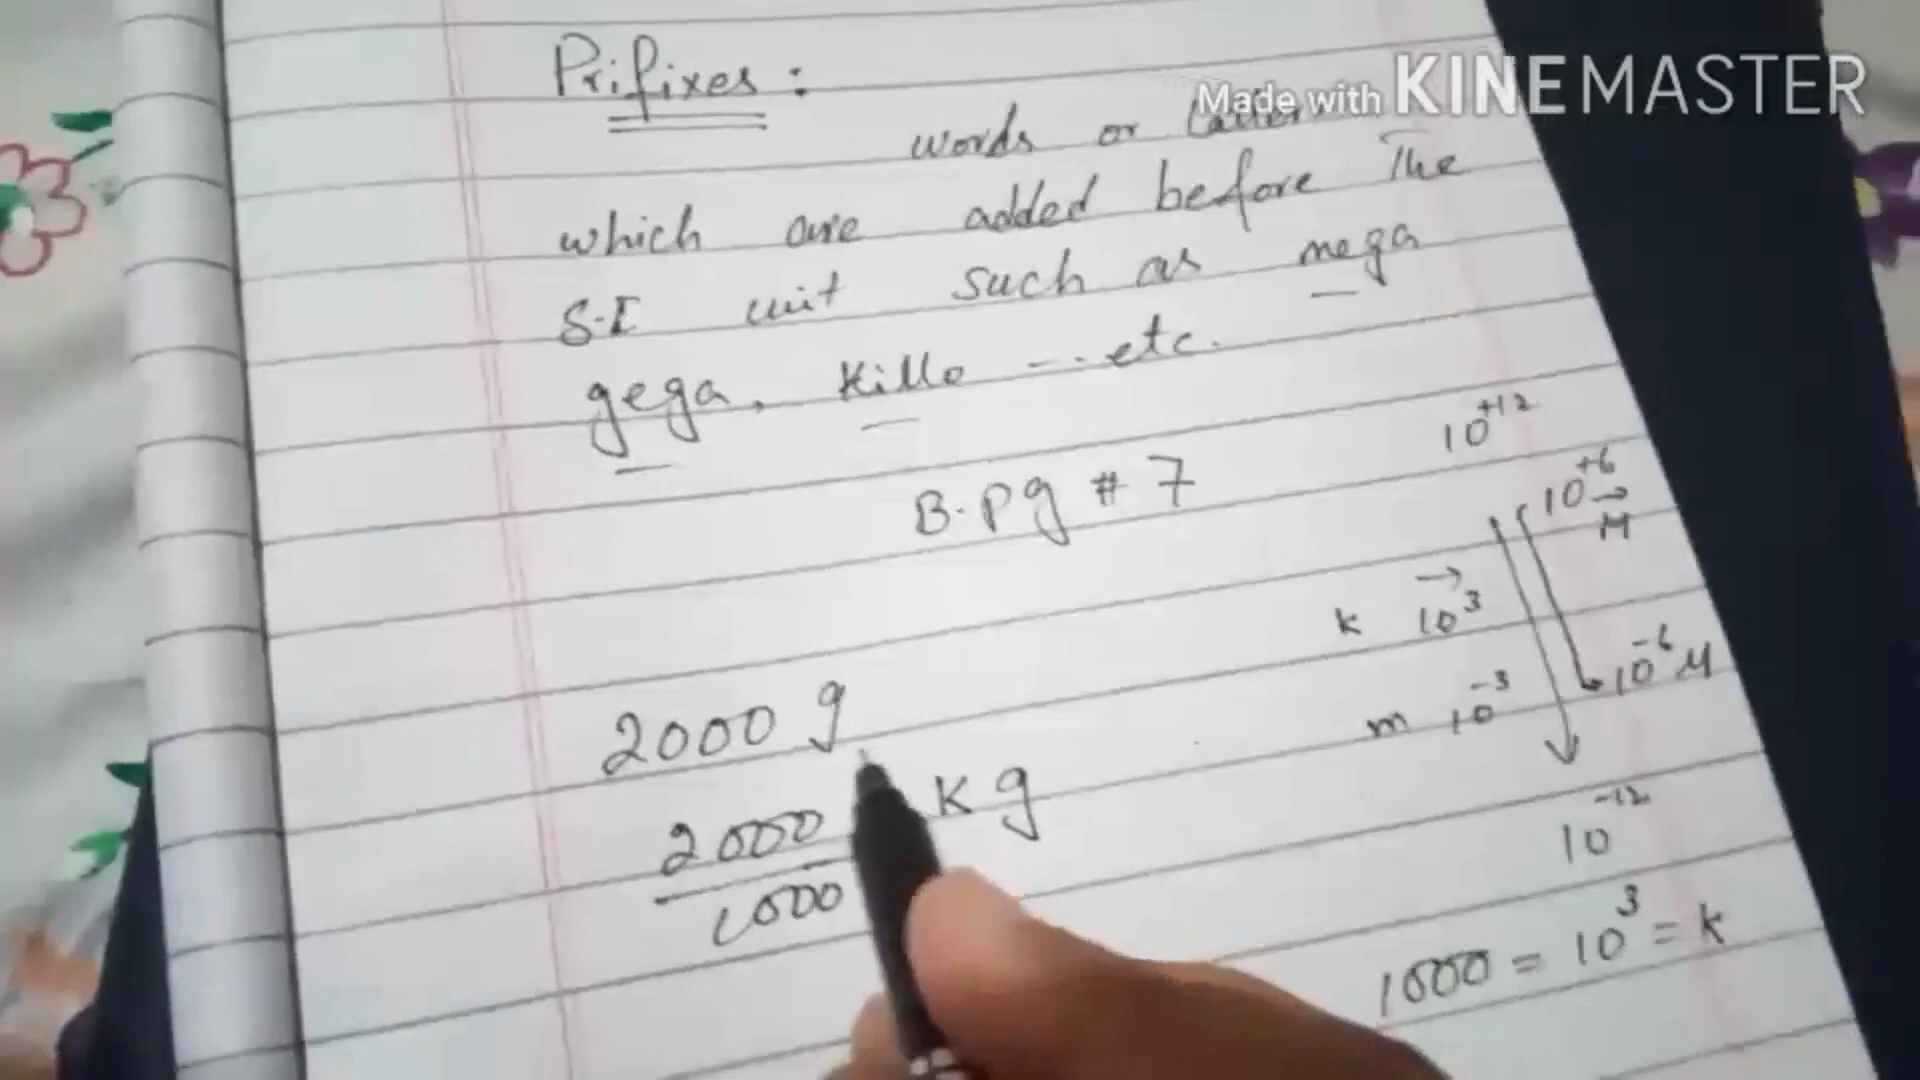 Prifixes:
Made with KINEMASTER
words or
which are added before The
S.I unit such as mega
gega, Killo --- etc.
B.Pg # 7
10^+12
10^+6 → M
k 10^3 →
10^-6 μ
m 10^-3
2000 g
2000 kg
1000
10^-12
1000 = 10^3 = k